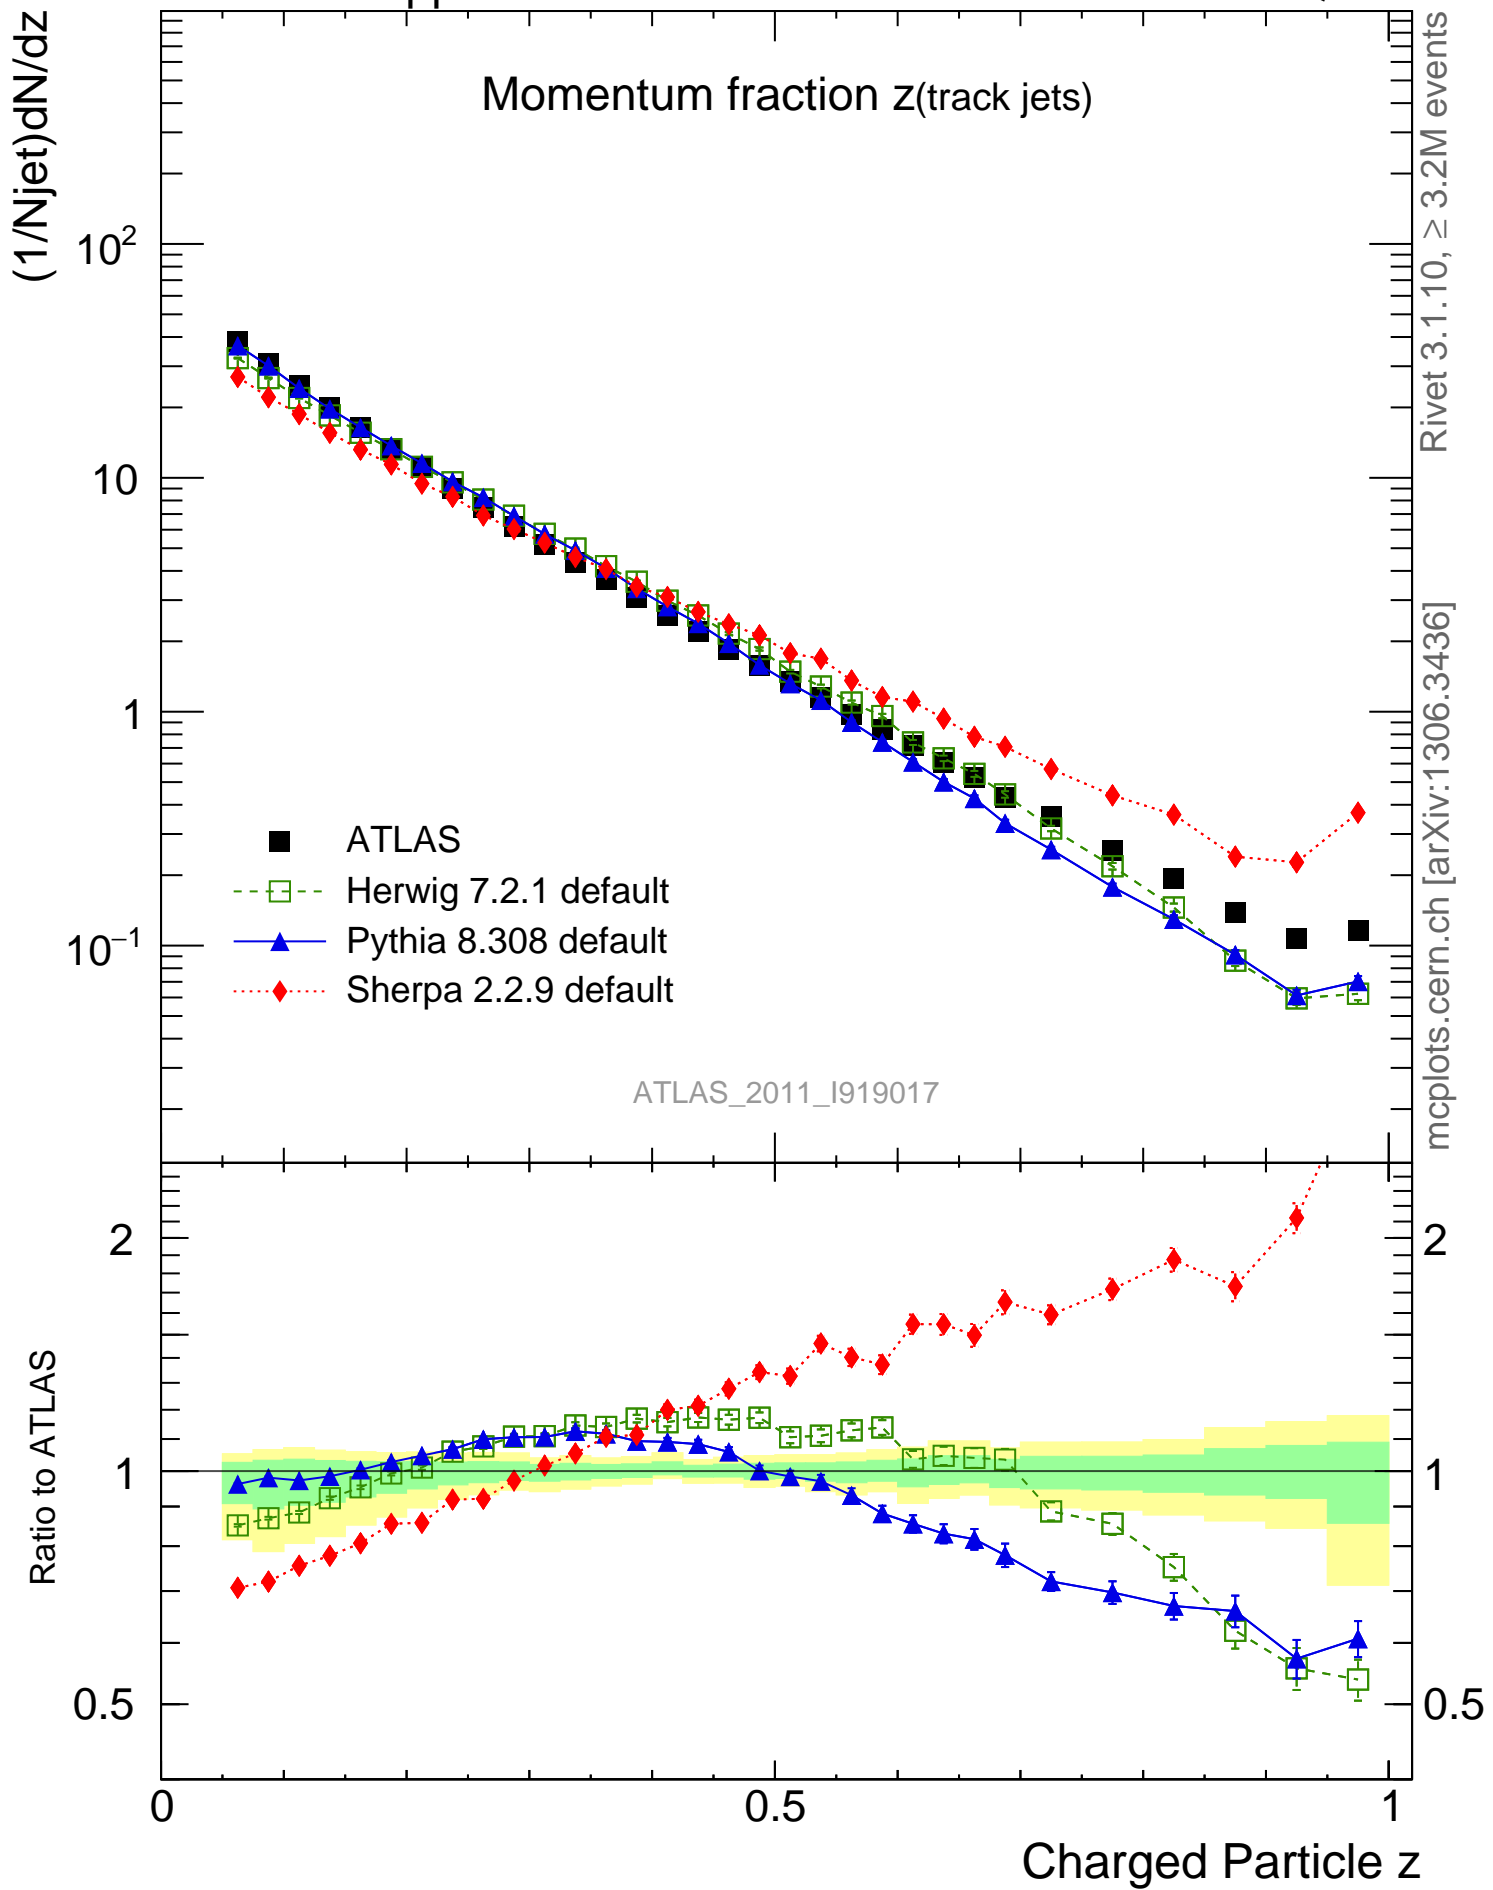 (1/Njet)dN/dz
Momentum fraction z(track jets)
10²
10
1
10⁻¹
ATLAS
Herwig 7.2.1 default
Pythia 8.308 default
Sherpa 2.2.9 default
ATLAS_2011_I919017
Rivet 3.1.10, ≥ 3.2M events
mcplots.cern.ch [arXiv:1306.3436]
Ratio to ATLAS
2
1
0.5
2
1
0.5
0
0.5
1
Charged Particle z